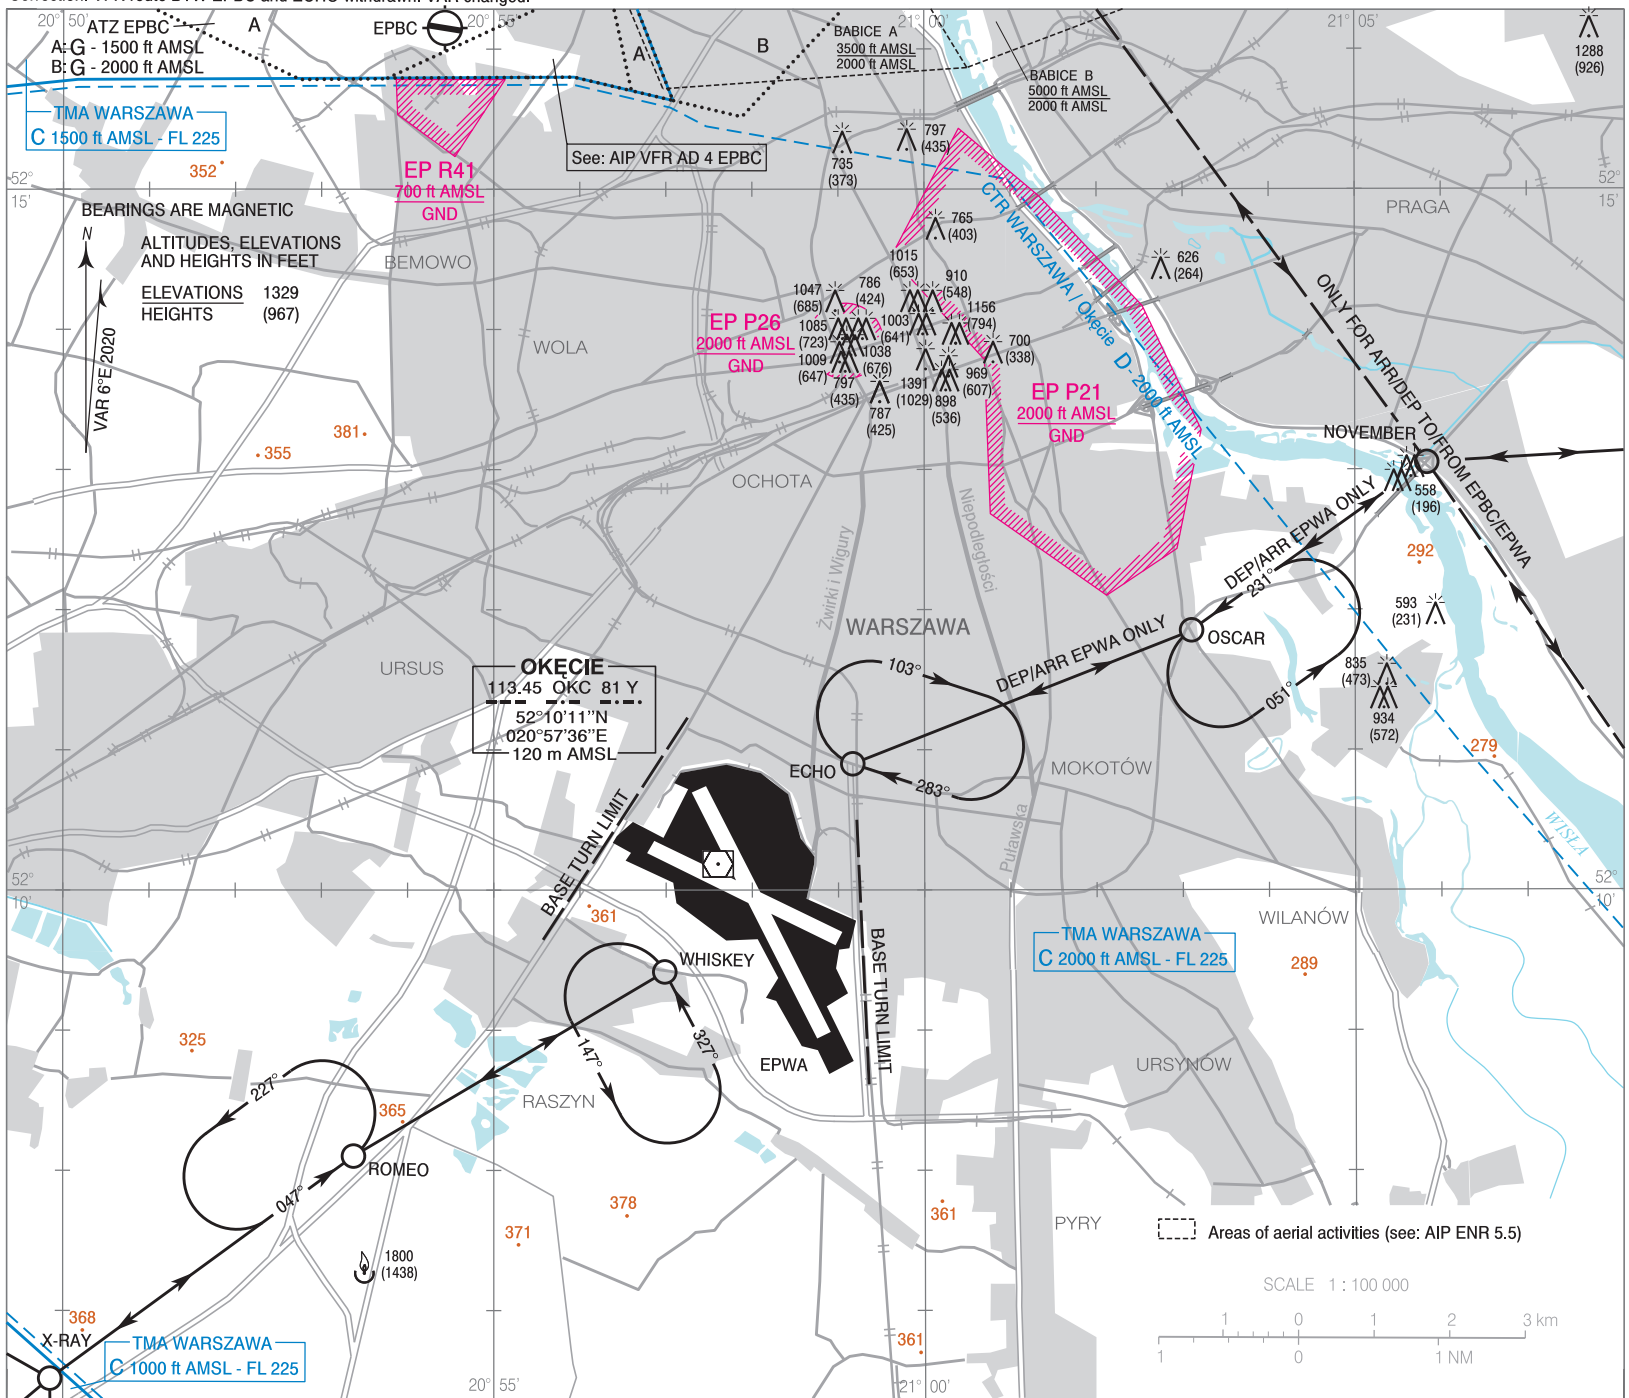 20° 50'
20° 55'
21° 00'
21° 05'
ATZ EPBC
A: G - 1500 ft AMSL
B: G - 2000 ft AMSL
A
EPBC
A
B
BABICE A
3500 ft AMSL
2000 ft AMSL
BABICE B
5000 ft AMSL
2000 ft AMSL
1288
(926)
TMA WARSZAWA
C 1500 ft AMSL - FL 225
352
See: AIP VFR AD 4 EPBC
EP R41
700 ft AMSL
GND
735
(373)
797
(435)
52°
15'
52°
15'
BEARINGS ARE MAGNETIC
N
VAR 6°E 2020
ALTITUDES, ELEVATIONS
AND HEIGHTS IN FEET
ELEVATIONS 1329
HEIGHTS (967)
BEMOWO
PRAGA
765
(403)
CTR WARSZAWA / Okęcie D - 2000 ft AMSL
626
(264)
ONLY FOR ARR/DEP TO/FROM EPBC/EPWA
1015
(653)
910
(548)
786
(424)
1047
(685)
1156
(794)
1085
(723)
1003
(641)
700
(338)
1038
(676)
1009
(647)
969
(607)
797
(435)
1391
(1029)
898
(536)
787
(425)
EP P26
2000 ft AMSL
GND
WOLA
EP P21
2000 ft AMSL
GND
381
355
OCHOTA
NOVEMBER
558
(196)
DEP/ARR EPWA ONLY
231°
292
593
(231)
Żwirki i Wigury
Niepodległości
WARSZAWA
OSCAR
DEP/ARR EPWA ONLY
051°
835
(473)
934
(572)
279
URSUS
OKĘCIE
113.45 OKC 81 Y
52°10'11''N
020°57'36''E
120 m AMSL
103°
283°
ECHO
MOKOTÓW
Puławska
WISŁA
BASE TURN LIMIT
52°
10'
52°
10'
361
BASE TURN LIMIT
WILANÓW
TMA WARSZAWA
C 2000 ft AMSL - FL 225
289
WHISKEY
147°
327°
EPWA
URSYNÓW
325
227°
365
RASZYN
ROMEO
047°
378
371
361
PYRY
Areas of aerial activities (see: AIP ENR 5.5)
1800
(1438)
SCALE 1 : 100 000
1 0 1 2 3 km
1 0 1 NM
368
X-RAY
TMA WARSZAWA
C 1000 ft AMSL - FL 225
361
20° 55'
21° 00'